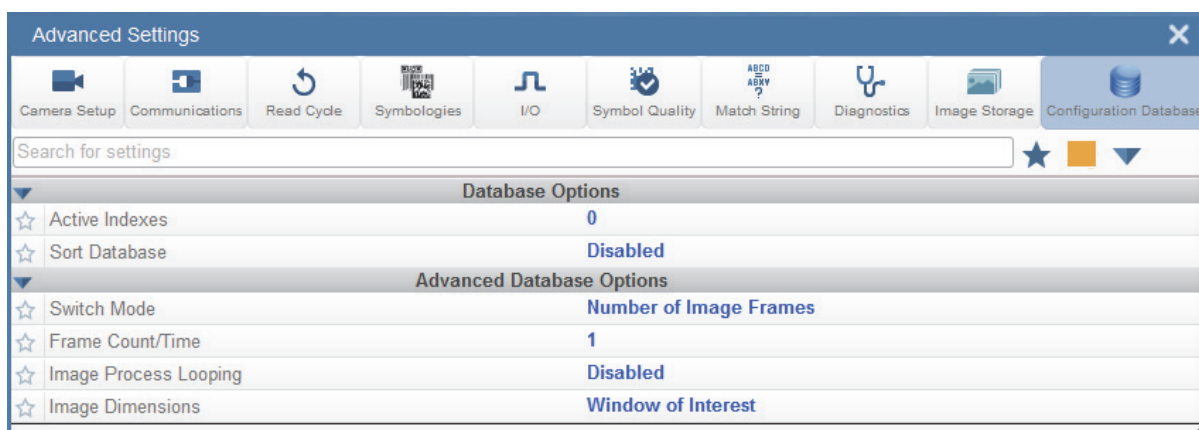 Advanced Settings
ABCD
ABXY
?
Camera Setup Communications Read Cycle Symbologies I/O Symbol Quality Match String Diagnostics Image Storage Configuration Database
Search for settings
Database Options
Active Indexes 0
Sort Database Disabled
Advanced Database Options
Switch Mode Number of Image Frames
Frame Count/Time 1
Image Process Looping Disabled
Image Dimensions Window of Interest